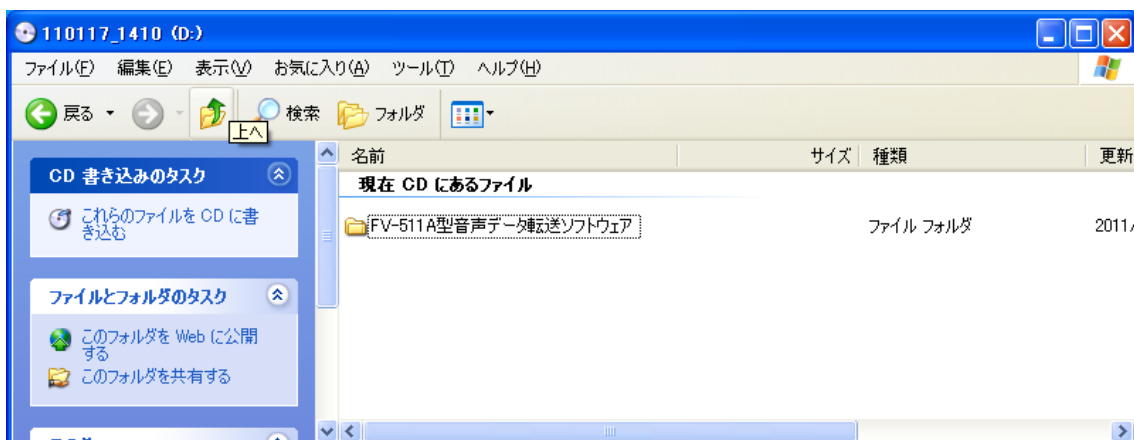 110117_1410 (D:)
ファイル(F) 編集(E) 表示(V) お気に入り(A) ツール(T) ヘルプ(H)
戻る 検索 フォルダ
上へ
名前 サイズ 種類 更新
CD 書き込みのタスク
現在 CD にあるファイル
これらのファイルを CD に書
き込む
FV-511A型音声データ転送ソフトウェア ファイル フォルダ 2011/
ファイルとフォルダのタスク
このフォルダを Web に公開
する
このフォルダを共有する